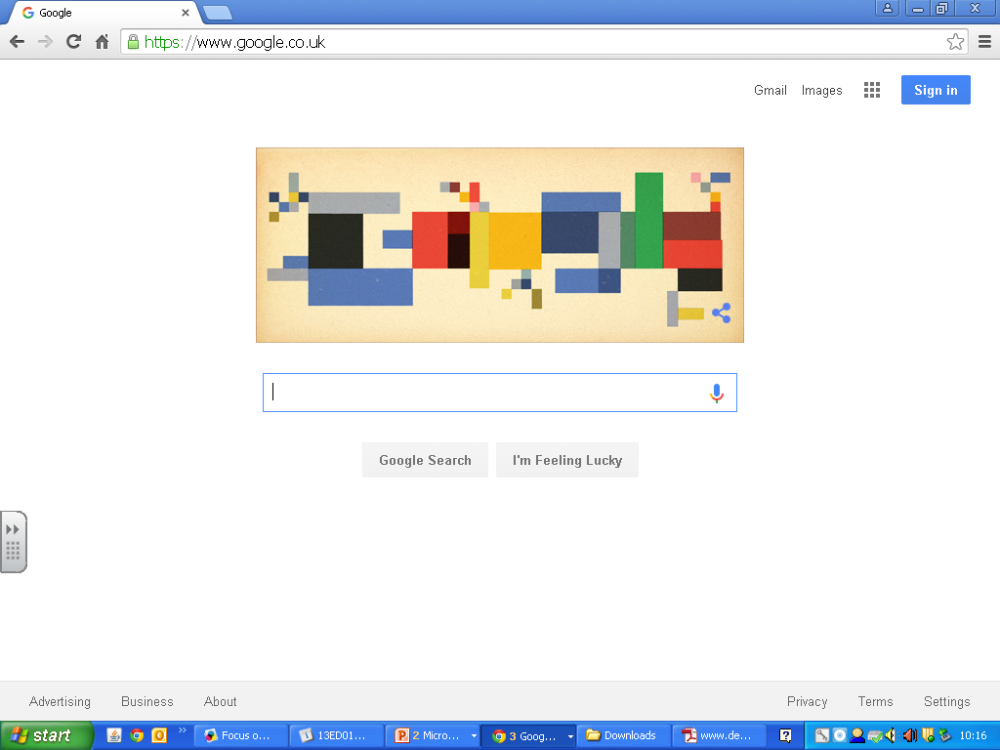 Google
https://www.google.co.uk
Gmail Images Sign in
Google Search I'm Feeling Lucky
Advertising Business About Privacy Terms Settings
start Focus o... 13ED01... 2 Micro... 3 Goog... Downloads www.de... 10:16